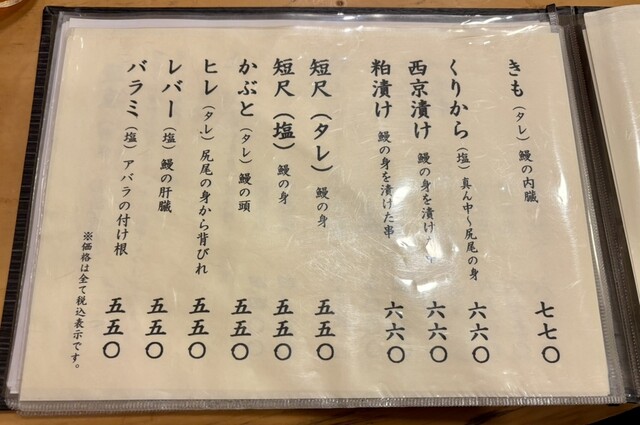 きも（タレ）鰻の内臓 七七〇
くりから（塩）真ん中～尻尾の身 六六〇
西京漬け 鰻の身を漬けた串 六六〇
粕漬け 鰻の身を漬けた串 六六〇
短尺（タレ）鰻の身 五五〇
短尺（塩）鰻の身 五五〇
かぶと（タレ）鰻の頭 五五〇
ヒレ（タレ）尻尾の身から背びれ 五五〇
レバー（塩）鰻の肝臓 五五〇
バラミ（塩）アバラの付け根 五五〇
※価格は全て税込表示です。